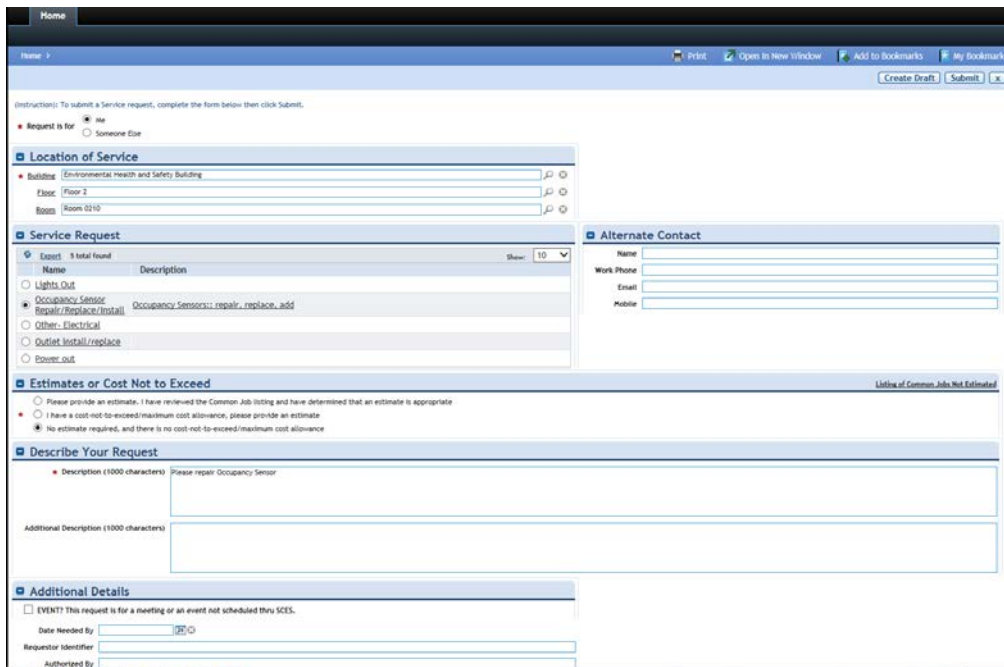 Home
Home >
Print Open In New Window Add to Bookmarks My Bookmark
Create Draft Submit x
(Instruction): To submit a Service request, complete the form below then click Submit.
* Request is for Me
Someone Else
Location of Service
* Building Environmental Health and Safety Building
Floor Floor 2
Room Room 0210
Service Request
Export 5 total found Show: 10
Name Description
Lights Out
Occupancy Sensor Repair/Replace/Install Occupancy Sensors:: repair, replace, add
Other- Electrical
Outlet install/replace
Power out
Alternate Contact
Name
Work Phone
Email
Mobile
Estimates or Cost Not to Exceed Listing of Common Jobs Not Estimated
Please provide an estimate. I have reviewed the Common Job listing and have determined that an estimate is appropriate
* I have a cost-not-to-exceed/maximum cost allowance, please provide an estimate
No estimate required, and there is no cost-not-to-exceed/maximum cost allowance
Describe Your Request
* Description (1000 characters) Please repair Occupancy Sensor
Additional Description (1000 characters)
Additional Details
EVENT? This request is for a meeting or an event not scheduled thru SCES.
Date Needed By
Requestor Identifier
Authorized By